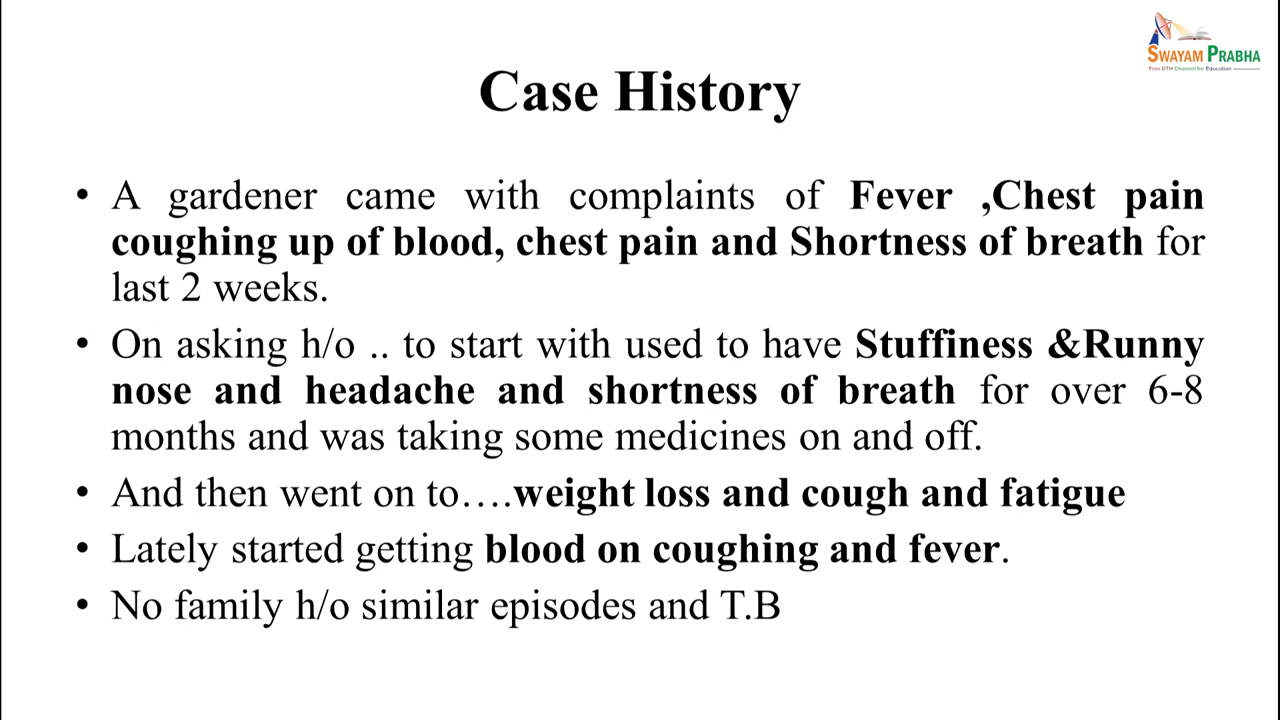 SWAYAM PRABHA
Free DTH Channel for Education
Case History
• A gardener came with complaints of Fever ,Chest pain
coughing up of blood, chest pain and Shortness of breath for
last 2 weeks.
• On asking h/o .. to start with used to have Stuffiness &Runny
nose and headache and shortness of breath for over 6-8
months and was taking some medicines on and off.
• And then went on to….weight loss and cough and fatigue
• Lately started getting blood on coughing and fever.
• No family h/o similar episodes and T.B